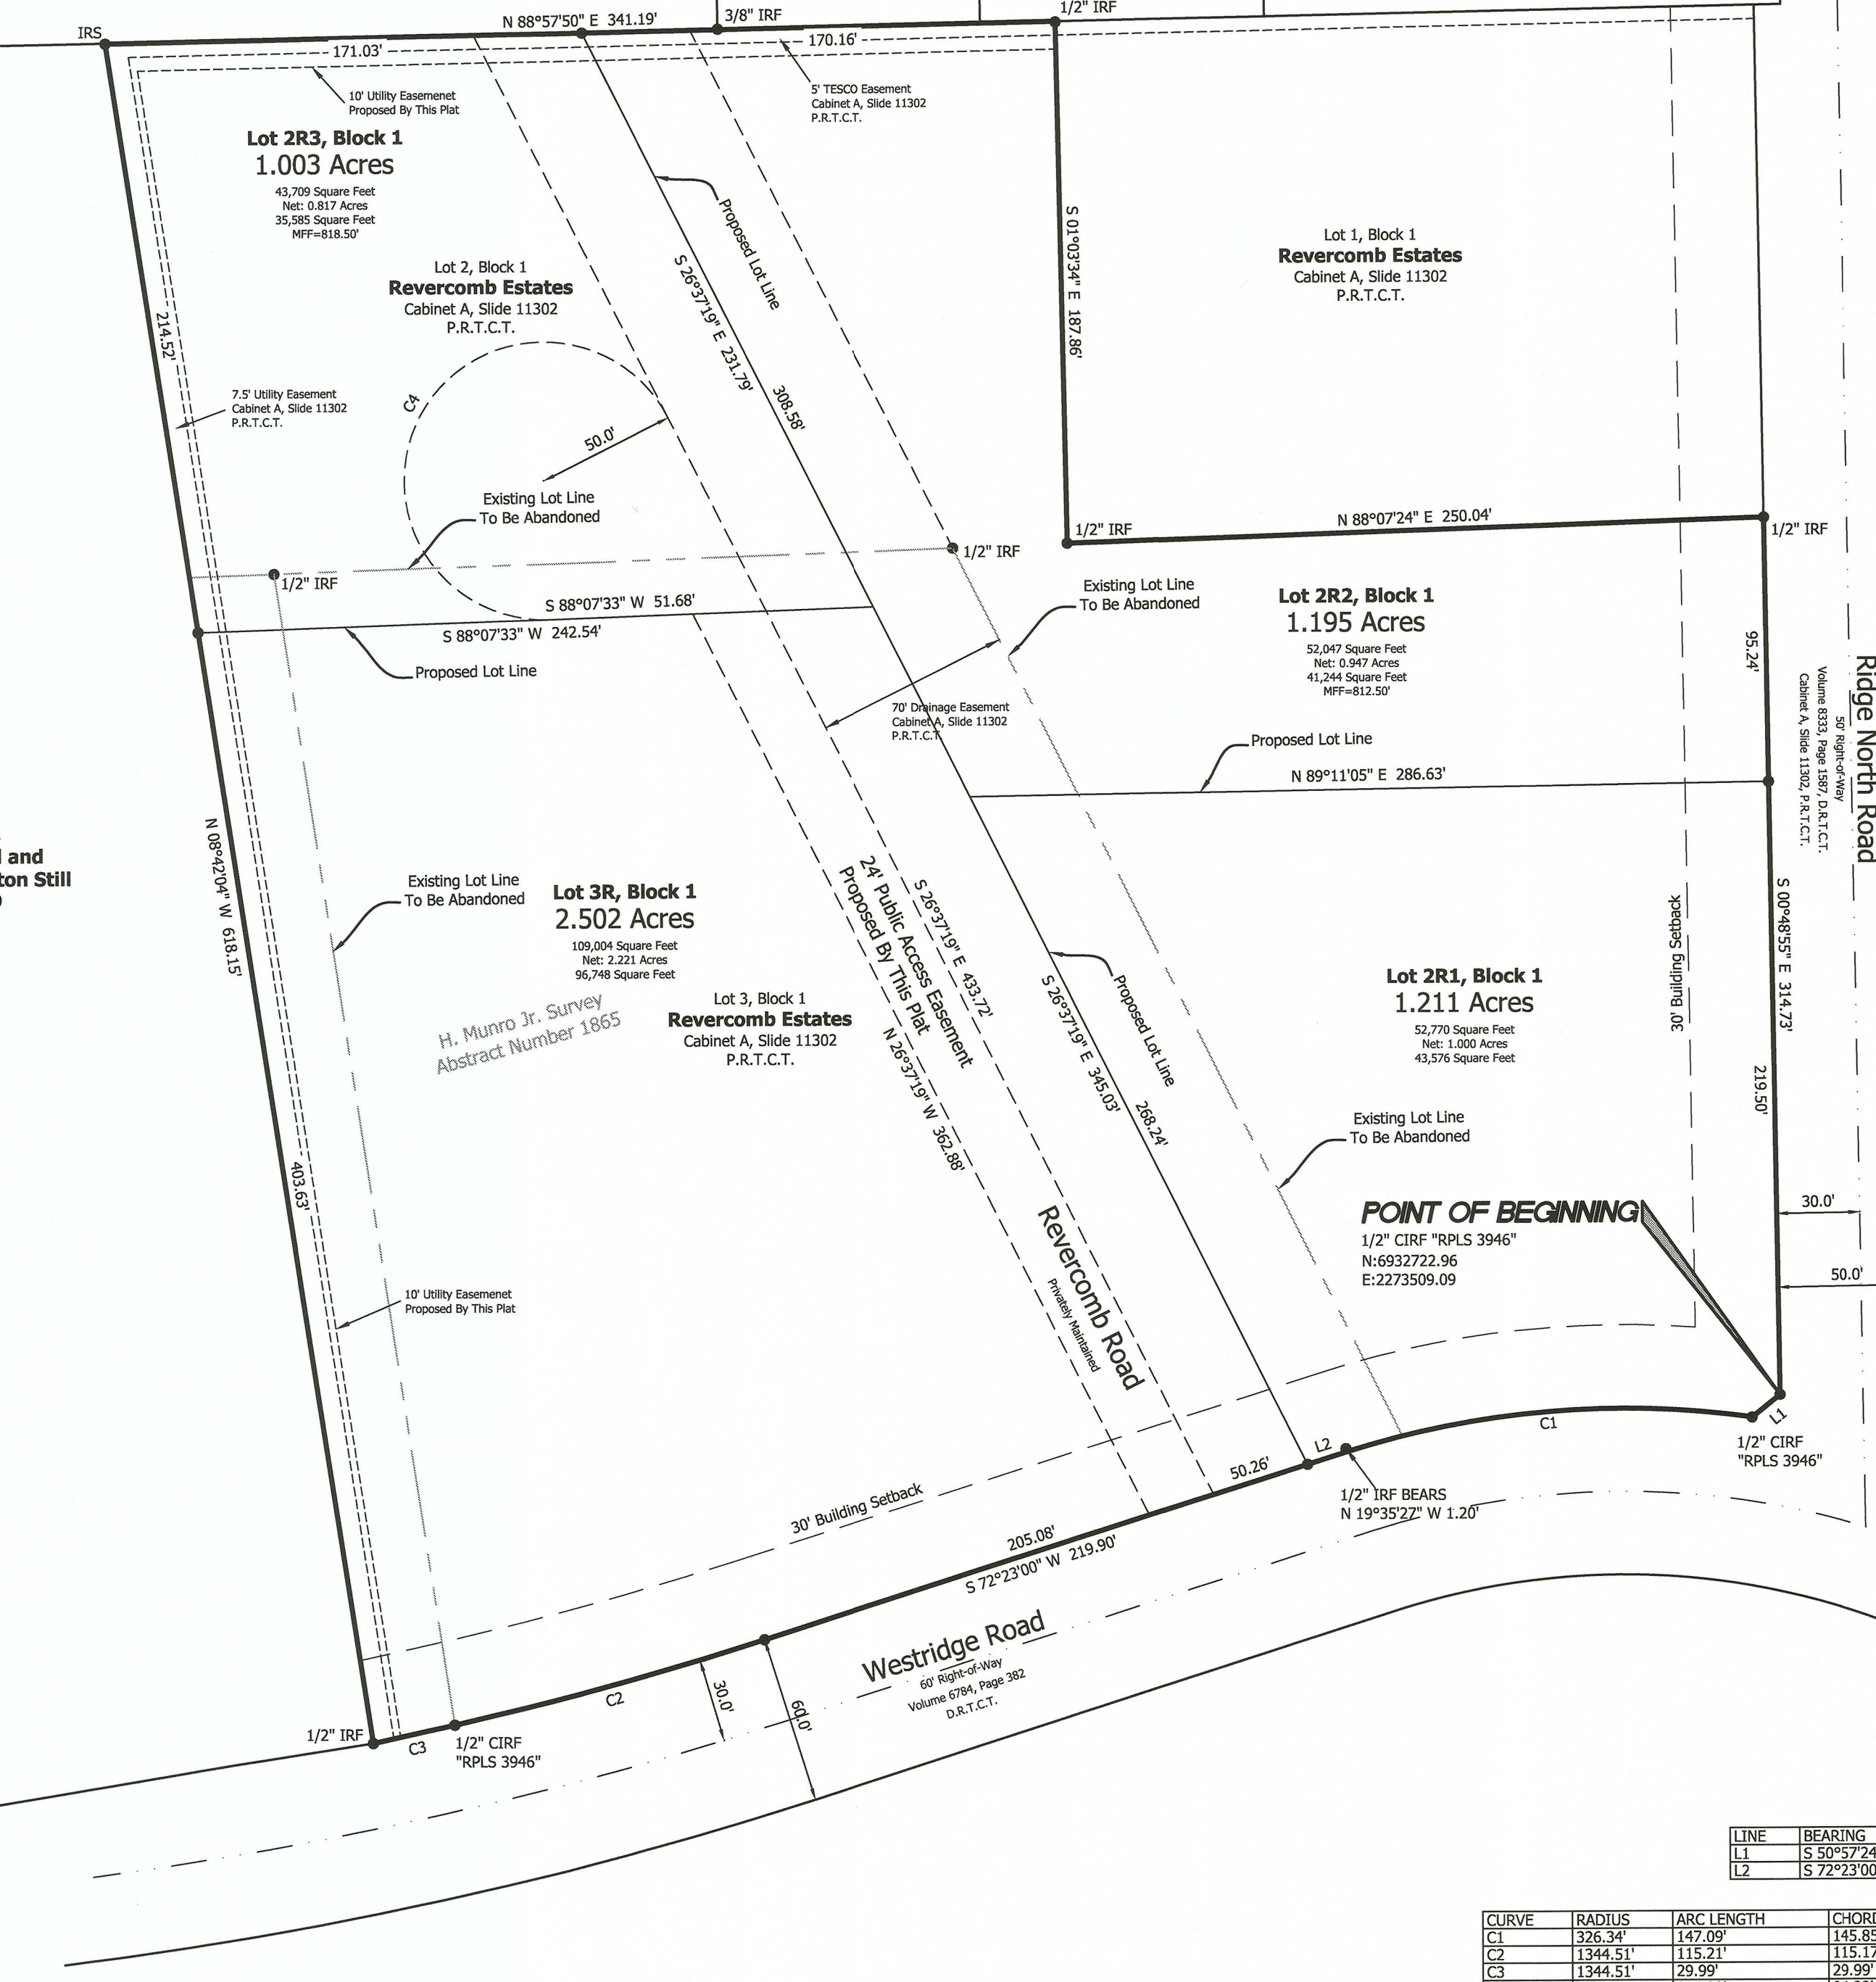 N 88°57'50" E 341.19'
3/8" IRF
1/2" IRF
IRS
171.03'
170.16'
10' Utility Easemenet
Proposed By This Plat
5' TESCO Easement
Cabinet A, Slide 11302
P.R.T.C.T.
Lot 2R3, Block 1
1.003 Acres
43,709 Square Feet
Net: 0.817 Acres
35,585 Square Feet
MFF=818.50'
Lot 2, Block 1
Revercomb Estates
Cabinet A, Slide 11302
P.R.T.C.T.
Proposed Lot Line
S 26°37'19" E 231.79'
308.58'
S 01°03'34" E 187.86'
Lot 1, Block 1
Revercomb Estates
Cabinet A, Slide 11302
P.R.T.C.T.
214.52'
7.5' Utility Easement
Cabinet A, Slide 11302
P.R.T.C.T.
C4
50.0'
Existing Lot Line
To Be Abandoned
1/2" IRF
1/2" IRF
1/2" IRF
N 88°07'24" E 250.04'
1/2" IRF
S 88°07'33" W 51.68'
S 88°07'33" W 242.54'
Proposed Lot Line
Existing Lot Line
To Be Abandoned
Lot 2R2, Block 1
1.195 Acres
52,047 Square Feet
Net: 0.947 Acres
41,244 Square Feet
MFF=812.50'
95.24'
Ridge North Road
50' Right-of-Way
Volume 8333, Page 1587, D.R.T.C.T.
Cabinet A, Slide 11302, P.R.T.C.T.
70' Drainage Easement
Cabinet A, Slide 11302
P.R.T.C.T.
Proposed Lot Line
N 89°11'05" E 286.63'
and
ton Still
N 08°42'04" W 618.15'
Existing Lot Line
To Be Abandoned
Lot 3R, Block 1
2.502 Acres
109,004 Square Feet
Net: 2.221 Acres
96,748 Square Feet
H. Munro Jr. Survey
Abstract Number 1865
Lot 3, Block 1
Revercomb Estates
Cabinet A, Slide 11302
P.R.T.C.T.
24' Public Access Easement
Proposed By This Plat
S 26°37'19" E 433.72'
N 26°37'19" W 362.88'
Proposed Lot Line
S 26°37'19" E 345.03'
268.24'
Lot 2R1, Block 1
1.211 Acres
52,770 Square Feet
Net: 1.000 Acres
43,576 Square Feet
30' Building Setback
S 00°48'55" E 314.73'
219.50'
Existing Lot Line
To Be Abandoned
403.63'
10' Utility Easemenet
Proposed By This Plat
Revercomb Road
Privately Maintained
POINT OF BEGINNING
1/2" CIRF "RPLS 3946"
N:6932722.96
E:2273509.09
30.0'
50.0'
L1
C1
L2
1/2" CIRF
"RPLS 3946"
1/2" IRF BEARS
N 19°35'27" W 1.20'
50.26'
30' Building Setback
205.08'
S 72°23'00" W 219.90'
Westridge Road
60' Right-of-Way
Volume 6784, Page 382
D.R.T.C.T.
C2
30.0'
60.0'
1/2" IRF
C3
1/2" CIRF
"RPLS 3946"
LINE BEARING
L1 S 50°57'24
L2 S 72°23'00
CURVE RADIUS ARC LENGTH CHORD
C1 326.34' 147.09' 145.85
C2 1344.51' 115.21' 115.17
C3 1344.51' 29.99' 29.99'